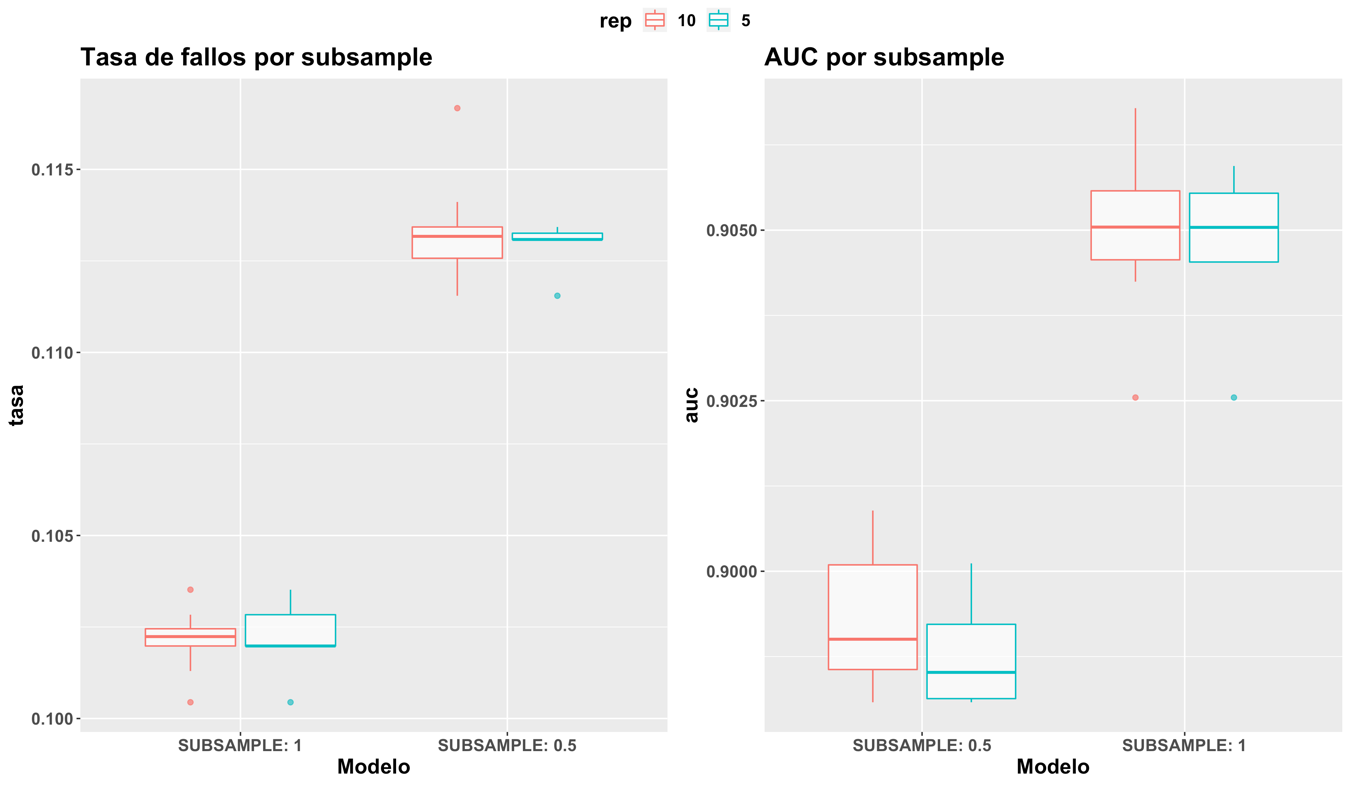 rep 10 5
Tasa de fallos por subsample
tasa
0.115
0.110
0.105
0.100
SUBSAMPLE: 1 SUBSAMPLE: 0.5
Modelo
AUC por subsample
auc
0.9050
0.9025
0.9000
SUBSAMPLE: 0.5 SUBSAMPLE: 1
Modelo